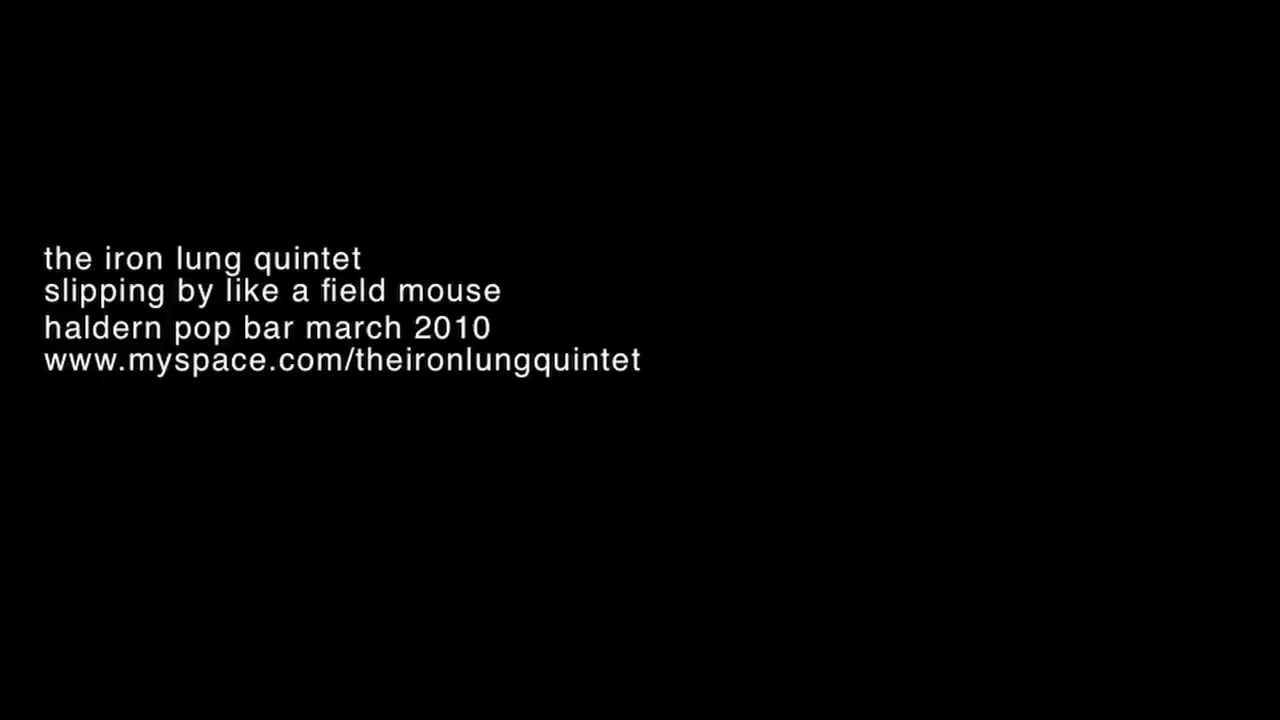 the iron lung quintet
slipping by like a field mouse
haldern pop bar march 2010
www.myspace.com/theironlungquintet